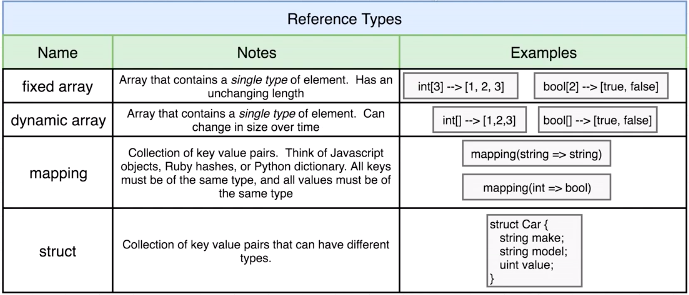 Reference Types
Name
Notes
Examples
fixed array
Array that contains a single type of element.  Has an
unchanging length
int[3] --> [1, 2, 3]
bool[2] --> [true, false]
dynamic array
Array that contains a single type of element.  Can
change in size over time
int[] --> [1,2,3]
bool[] --> [true, false]
mapping
Collection of key value pairs.  Think of Javascript
objects, Ruby hashes, or Python dictionary. All keys
must be of the same type, and all values must be of
the same type
mapping(string => string)
mapping(int => bool)
struct
Collection of key value pairs that can have different
types.
struct Car {
string make;
string model;
uint value;
}